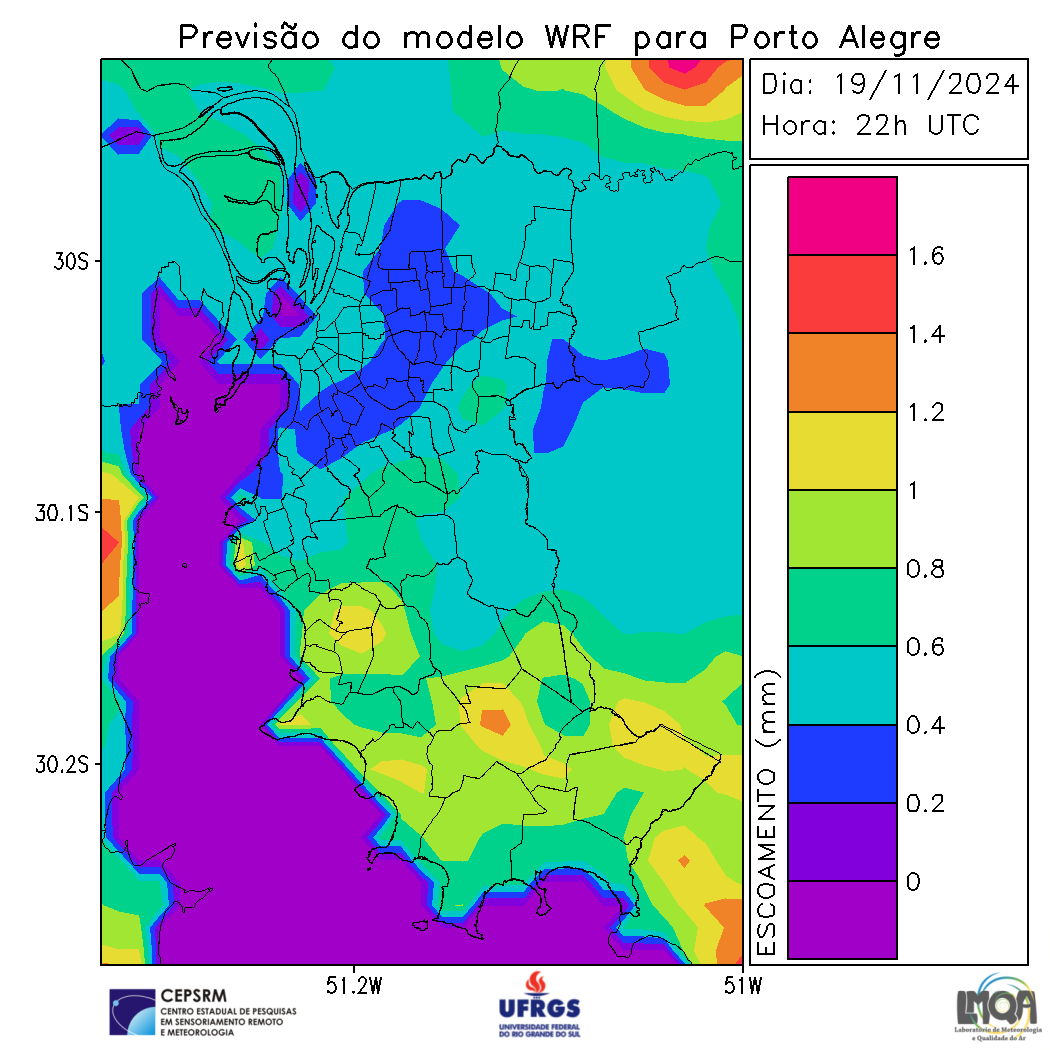 Previsão do modelo WRF para Porto Alegre
Dia: 19/11/2024
Hora: 22h UTC
30S
30.1S
30.2S
51.2W
51W
ESCOAMENTO (mm)
1.6
1.4
1.2
1
0.8
0.6
0.4
0.2
0
CEPSRM
CENTRO ESTADUAL DE PESQUISAS
EM SENSORIAMENTO REMOTO
E METEOROLOGIA
UFRGS
UNIVERSIDADE FEDERAL
DO RIO GRANDE DO SUL
LMQA
Laboratório de Meteorologia
e Qualidade do Ar